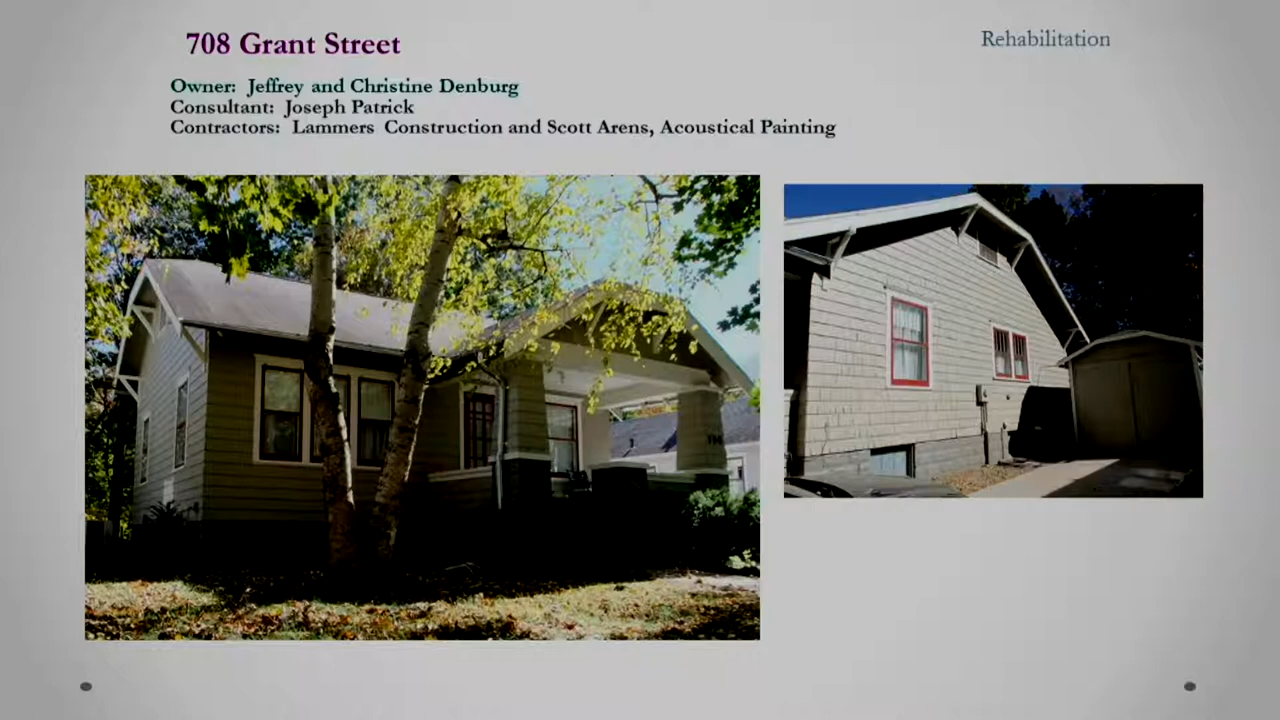 708 Grant Street
Rehabilitation
Owner: Jeffrey and Christine Denburg
Consultant: Joseph Patrick
Contractors: Lammers Construction and Scott Arens, Acoustical Painting